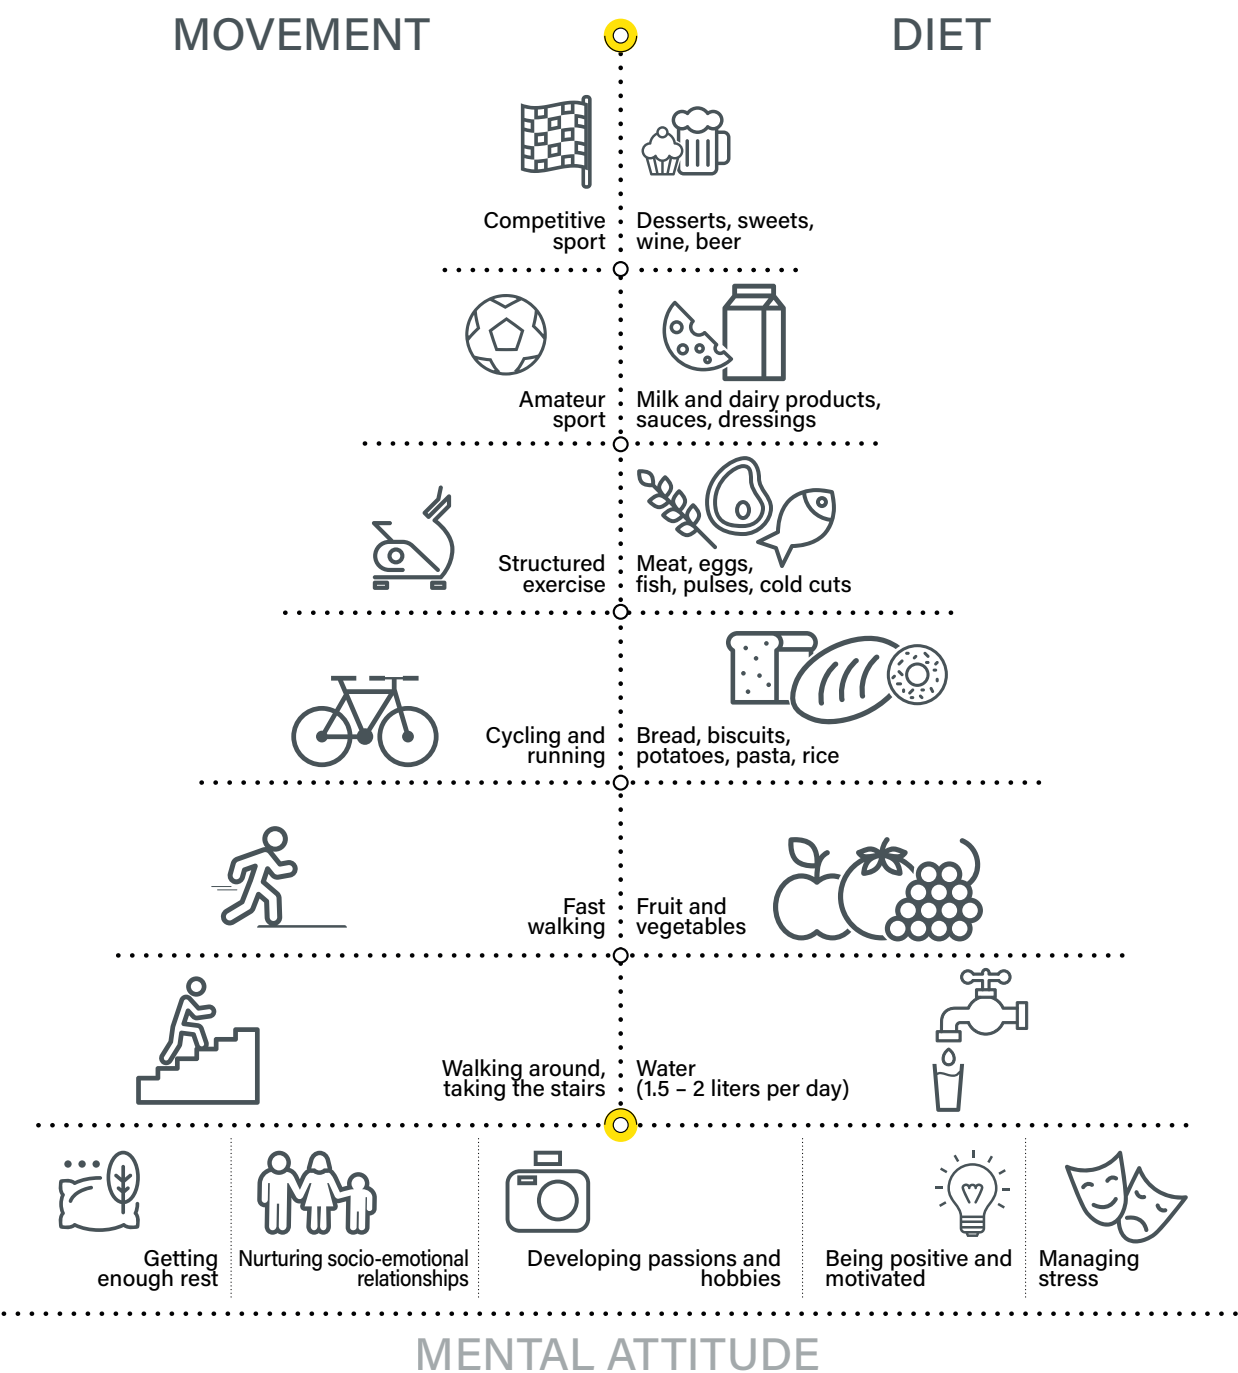 MOVEMENT
DIET
Competitive
sport
Desserts, sweets,
wine, beer
Amateur
sport
Milk and dairy products,
sauces, dressings
Structured
exercise
Meat, eggs,
fish, pulses, cold cuts
Cycling and
running
Bread, biscuits,
potatoes, pasta, rice
Fast
walking
Fruit and
vegetables
Walking around,
taking the stairs
Water
(1.5 – 2 liters per day)
Getting
enough rest
Nurturing socio-emotional
relationships
Developing passions and
hobbies
Being positive and
motivated
Managing
stress
MENTAL ATTITUDE